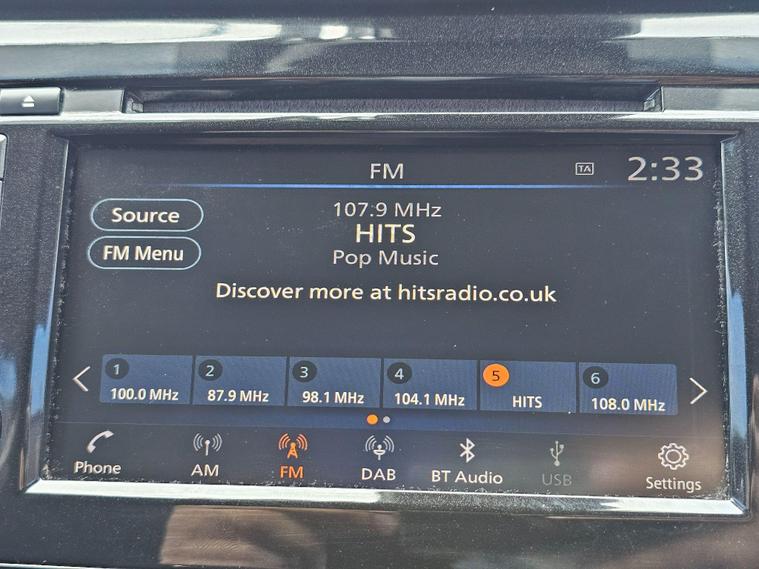 FM
TA
2:33
Source
FM Menu
107.9 MHz
HITS
Pop Music
Discover more at hitsradio.co.uk
1
100.0 MHz
2
87.9 MHz
3
98.1 MHz
4
104.1 MHz
5
HITS
6
108.0 MHz
Phone
AM
FM
DAB
BT Audio
USB
Settings